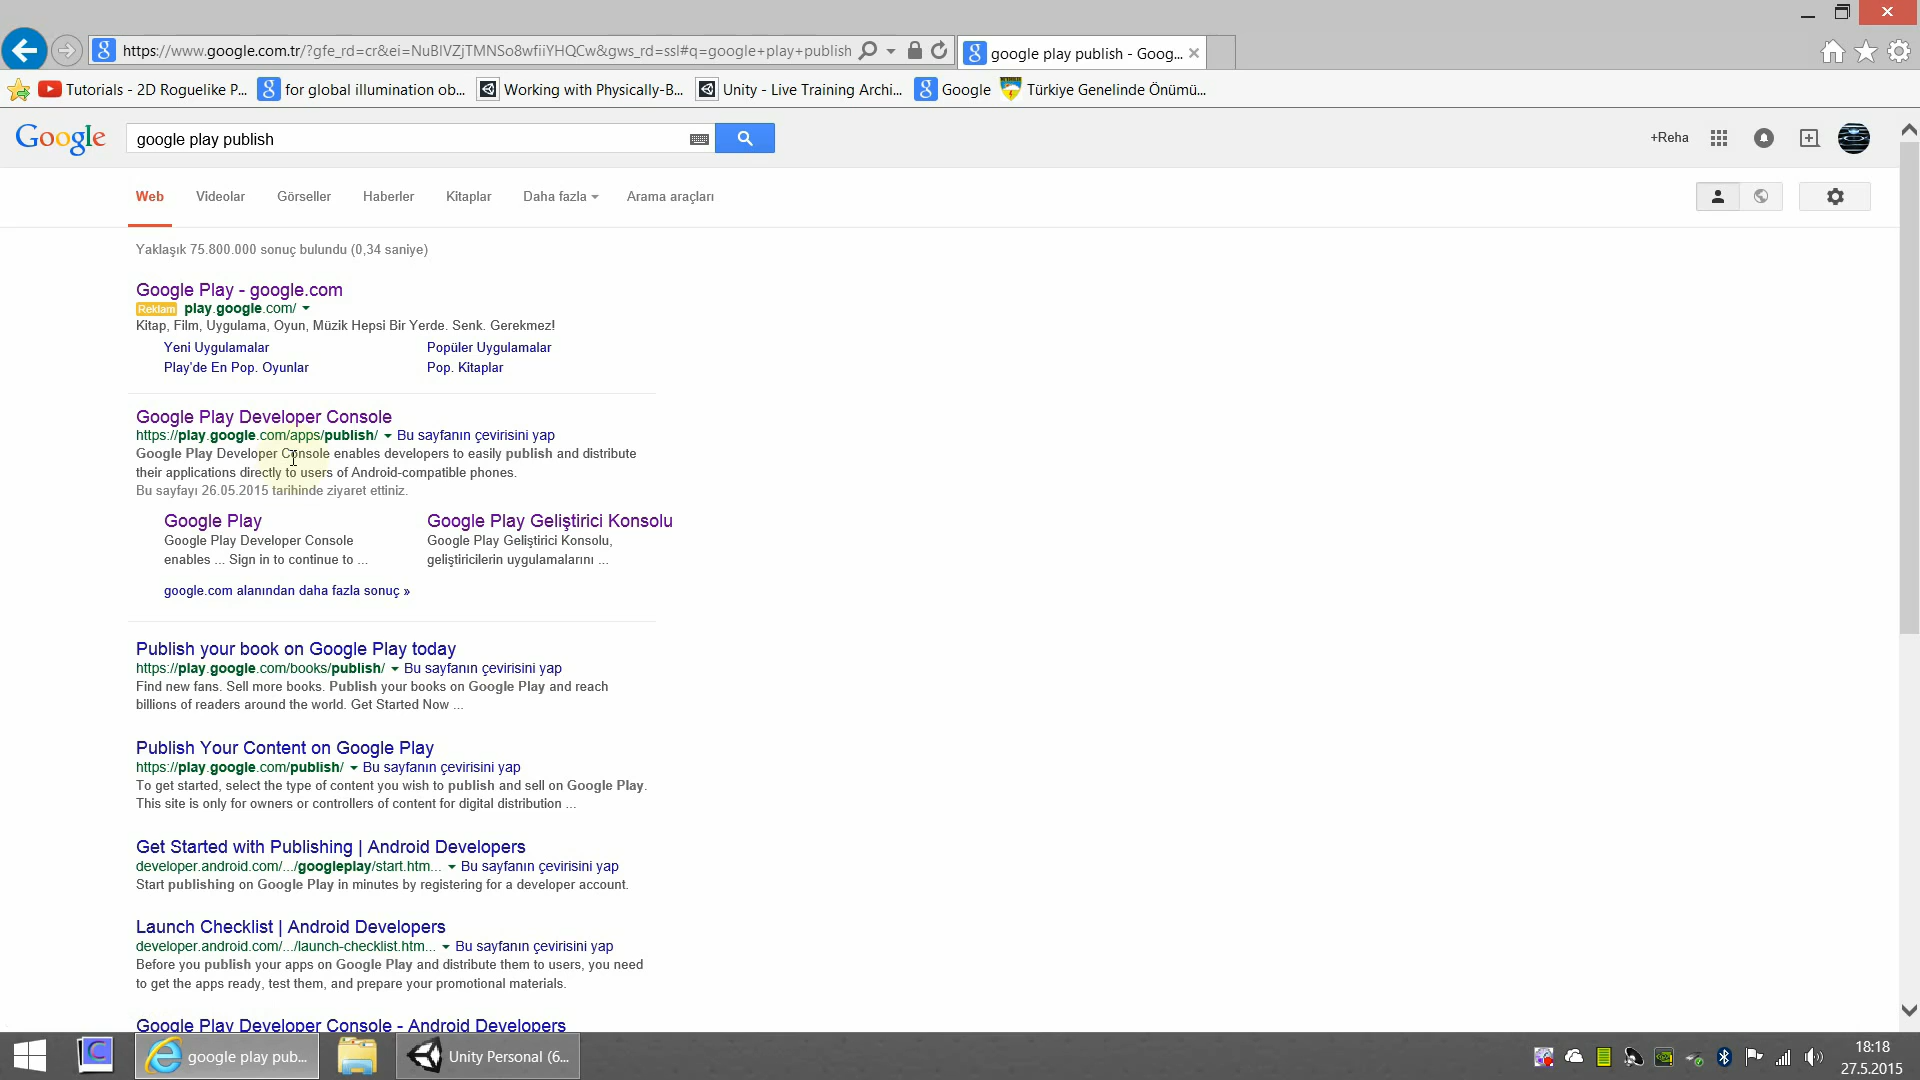 https://www.google.com.tr/?gfe_rd=cr&ei=NuBlVZjTMNSo8wfiiYHQCw&gws_rd=ssl#q=google+play+publish
google play publish - Goog...
Tutorials - 2D Roguelike P... for global illumination ob... Working with Physically-B... Unity - Live Training Archi... Google Türkiye Genelinde Önümü...
Google google play publish +Reha
Web Videolar Görseller Haberler Kitaplar Daha fazla Arama araçları
Yaklaşık 75.800.000 sonuç bulundu (0,34 saniye)
Google Play - google.com
Reklam play.google.com/
Kitap, Film, Uygulama, Oyun, Müzik Hepsi Bir Yerde. Senk. Gerekmez!
Yeni Uygulamalar Popüler Uygulamalar
Play'de En Pop. Oyunlar Pop. Kitaplar
Google Play Developer Console
https://play.google.com/apps/publish/ Bu sayfanın çevirisini yap
Google Play Developer Console enables developers to easily publish and distribute
their applications directly to users of Android-compatible phones.
Bu sayfayı 26.05.2015 tarihinde ziyaret ettiniz.
Google Play Google Play Geliştirici Konsolu
Google Play Developer Console Google Play Geliştirici Konsolu,
enables ... Sign in to continue to ... geliştiricilerin uygulamalarını ...
google.com alanından daha fazla sonuç »
Publish your book on Google Play today
https://play.google.com/books/publish/ Bu sayfanın çevirisini yap
Find new fans. Sell more books. Publish your books on Google Play and reach
billions of readers around the world. Get Started Now ...
Publish Your Content on Google Play
https://play.google.com/publish/ Bu sayfanın çevirisini yap
To get started, select the type of content you wish to publish and sell on Google Play.
This site is only for owners or controllers of content for digital distribution ...
Get Started with Publishing | Android Developers
developer.android.com/.../googleplay/start.htm... Bu sayfanın çevirisini yap
Start publishing on Google Play in minutes by registering for a developer account.
Launch Checklist | Android Developers
developer.android.com/.../launch-checklist.htm... Bu sayfanın çevirisini yap
Before you publish your apps on Google Play and distribute them to users, you need
to get the apps ready, test them, and prepare your promotional materials.
Google Play Developer Console - Android Developers
google play pub... Unity Personal (6...
18:18
27.5.2015